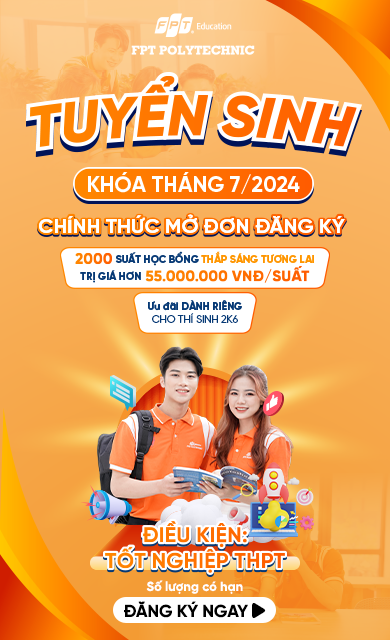 FPT Education
FPT POLYTECHNIC
TUYỂN SINH
KHÓA THÁNG 7/2024
CHÍNH THỨC MỞ ĐƠN ĐĂNG KÝ
2000 SUẤT HỌC BỔNG THẮP SÁNG TƯƠNG LAI
TRỊ GIÁ HƠN 55.000.000 VNĐ/SUẤT
Ưu đãi DÀNH RIÊNG
CHO THÍ SINH 2K6
ĐIỀU KIỆN:
TỐT NGHIỆP THPT
Số lượng có hạn
ĐĂNG KÝ NGAY